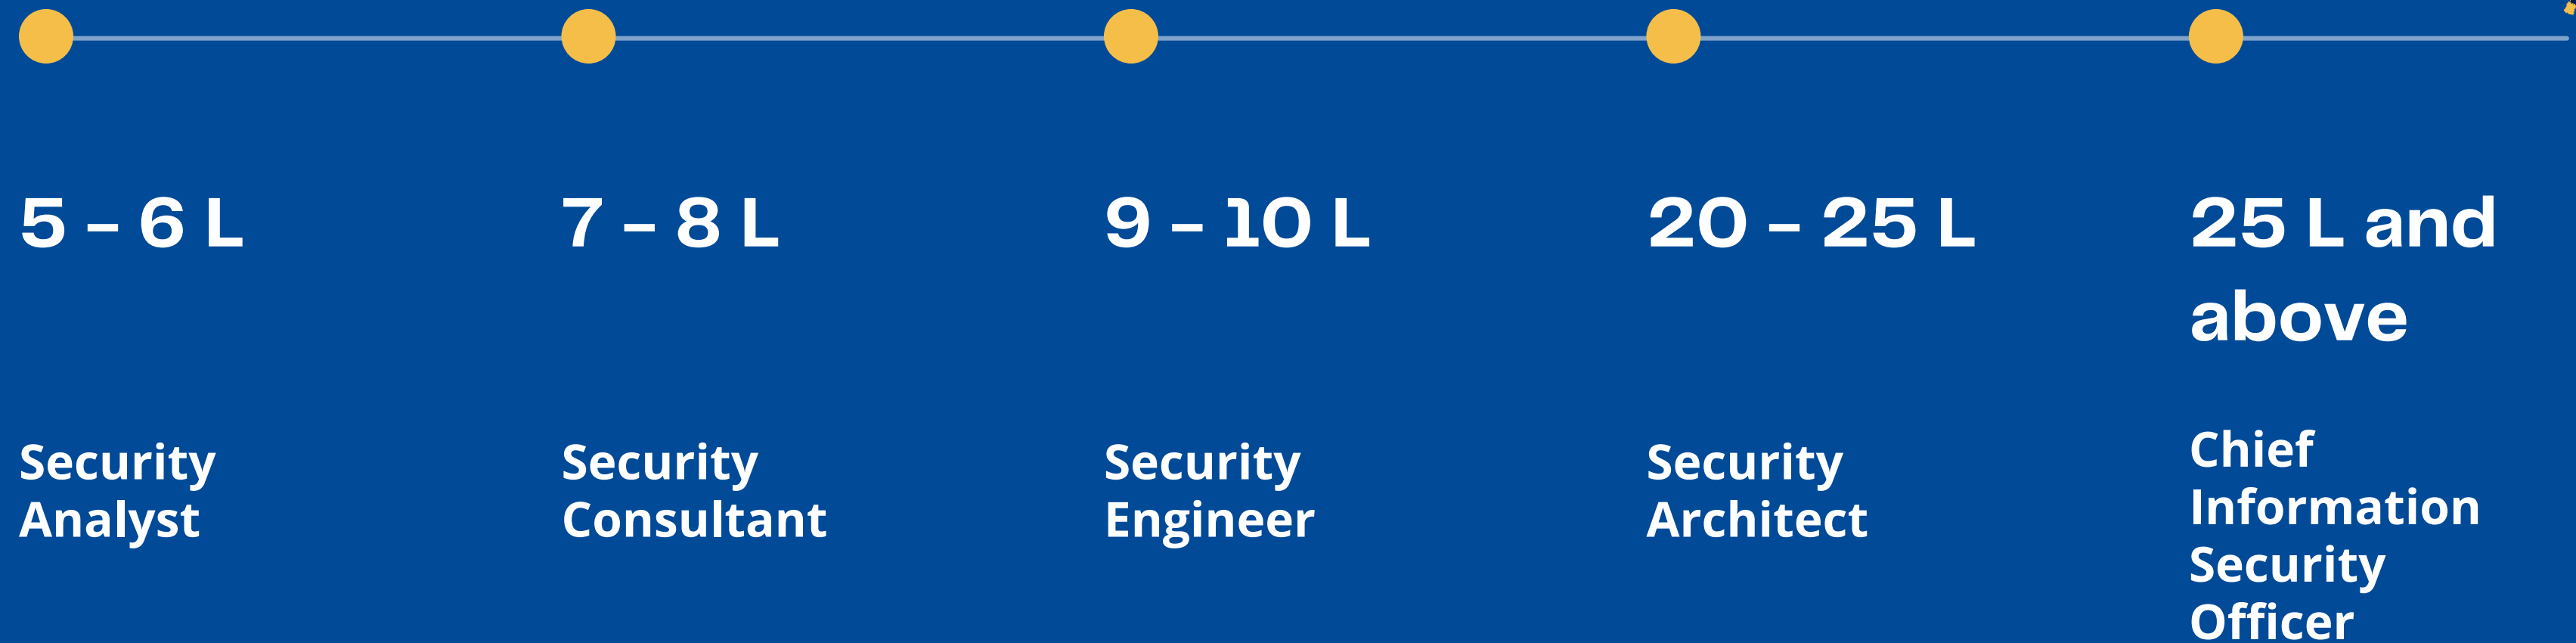 5 – 6 L
7 – 8 L
9 – 10 L
20 – 25 L
25 L and
above
Security
Analyst
Security
Consultant
Security
Engineer
Security
Architect
Chief
Information
Security
Officer